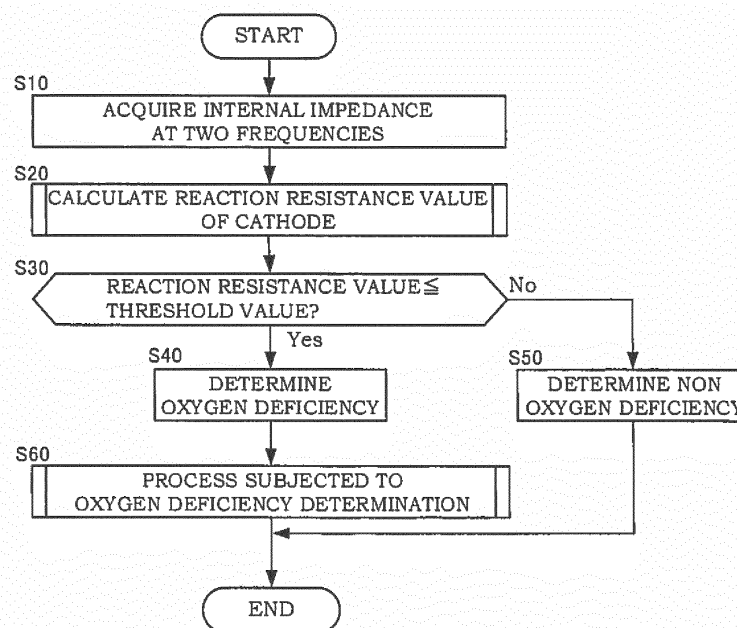 START
S10
ACQUIRE INTERNAL IMPEDANCE
AT TWO FREQUENCIES
S20
CALCULATE REACTION RESISTANCE VALUE
OF CATHODE
S30
REACTION RESISTANCE VALUE≦
THRESHOLD VALUE?
No
Yes
S40
DETERMINE
OXYGEN DEFICIENCY
S50
DETERMINE NON
OXYGEN DEFICIENCY
S60
PROCESS SUBJECTED TO
OXYGEN DEFICIENCY DETERMINATION
END